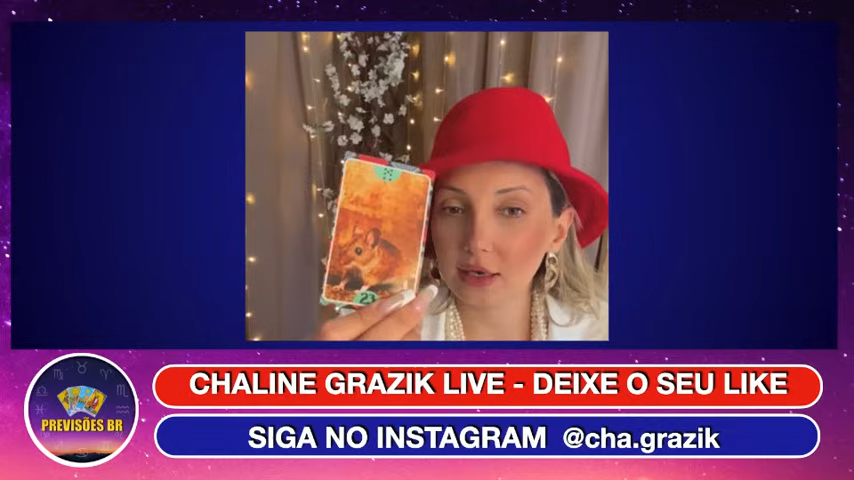 23
CHALINE GRAZIK LIVE - DEIXE O SEU LIKE
PREVISÕES BR
SIGA NO INSTAGRAM @cha.grazik